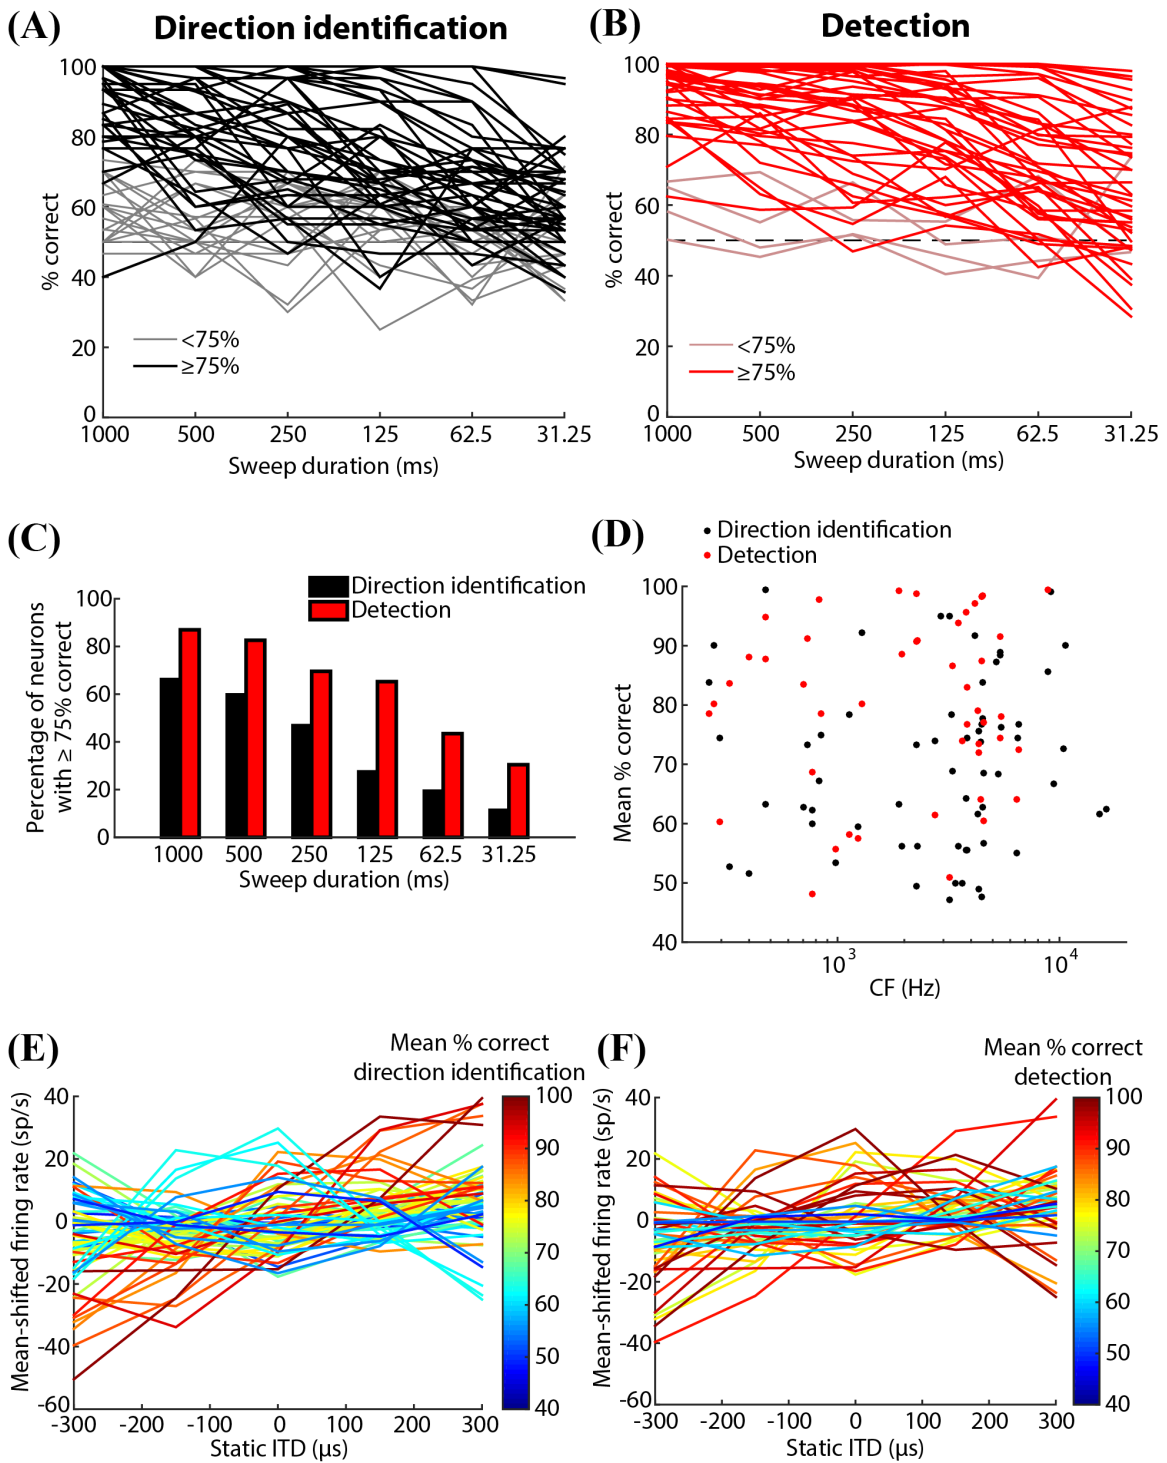 (A)
Direction identification
100
80
60
40
20
0
% correct
<75%
≥75%
1000 500 250 125 62.5 31.25
Sweep duration (ms)
(B)
Detection
100
80
60
40
20
0
% correct
<75%
≥75%
1000 500 250 125 62.5 31.25
Sweep duration (ms)
(C)
Direction identification
Detection
100
80
60
40
20
0
Percentage of neurons
with ≥ 75% correct
1000 500 250 125 62.5 31.25
Sweep duration (ms)
(D)
Direction identification
Detection
100
90
80
70
60
50
40
Mean % correct
10³ 10⁴
CF (Hz)
(E)
Mean % correct
direction identification
40
20
0
-20
-40
-60
Mean-shifted firing rate (sp/s)
-300 -200 -100 0 100 200 300
Static ITD (µs)
100
90
80
70
60
50
40
(F)
Mean % correct
detection
40
20
0
-20
-40
-60
Mean-shifted firing rate (sp/s)
-300 -200 -100 0 100 200 300
Static ITD (µs)
100
90
80
70
60
50
40